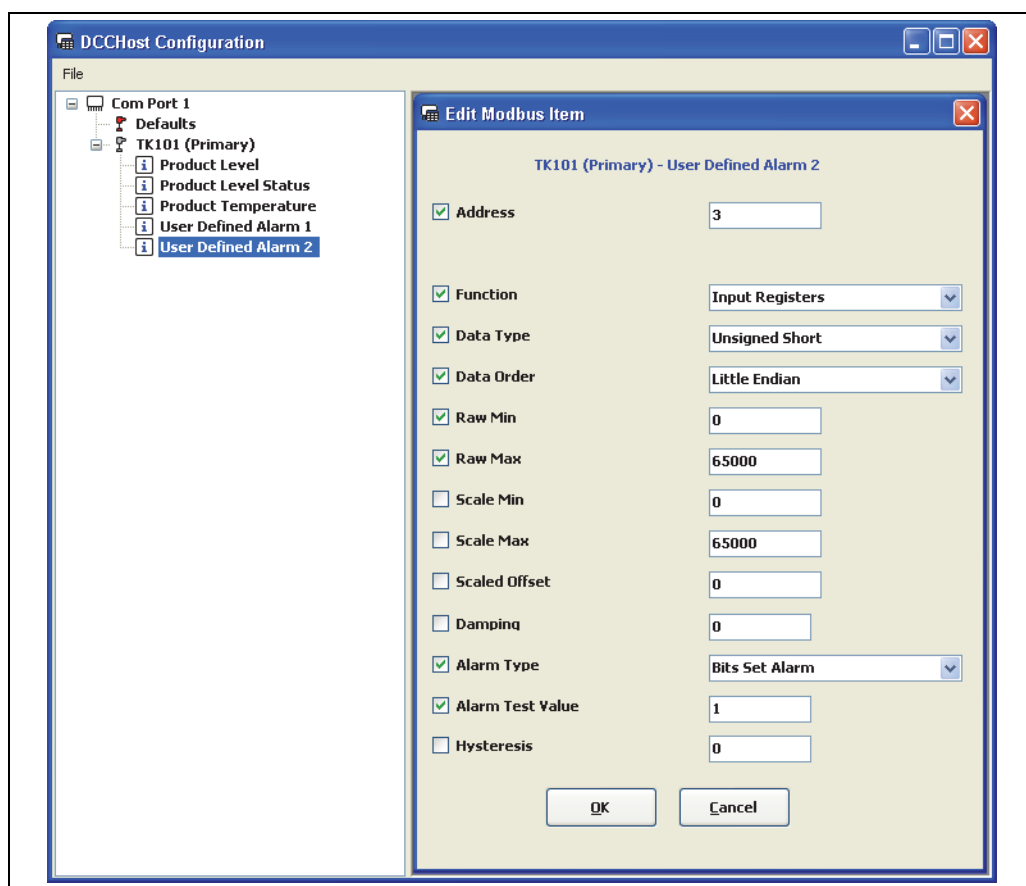 DCCHost Configuration
File
Com Port 1
Defaults
TK101 (Primary)
Product Level
Product Level Status
Product Temperature
User Defined Alarm 1
User Defined Alarm 2
Edit Modbus Item
TK101 (Primary) - User Defined Alarm 2
Address 3
Function Input Registers
Data Type Unsigned Short
Data Order Little Endian
Raw Min 0
Raw Max 65000
Scale Min 0
Scale Max 65000
Scaled Offset 0
Damping 0
Alarm Type Bits Set Alarm
Alarm Test Value 1
Hysteresis 0
OK Cancel